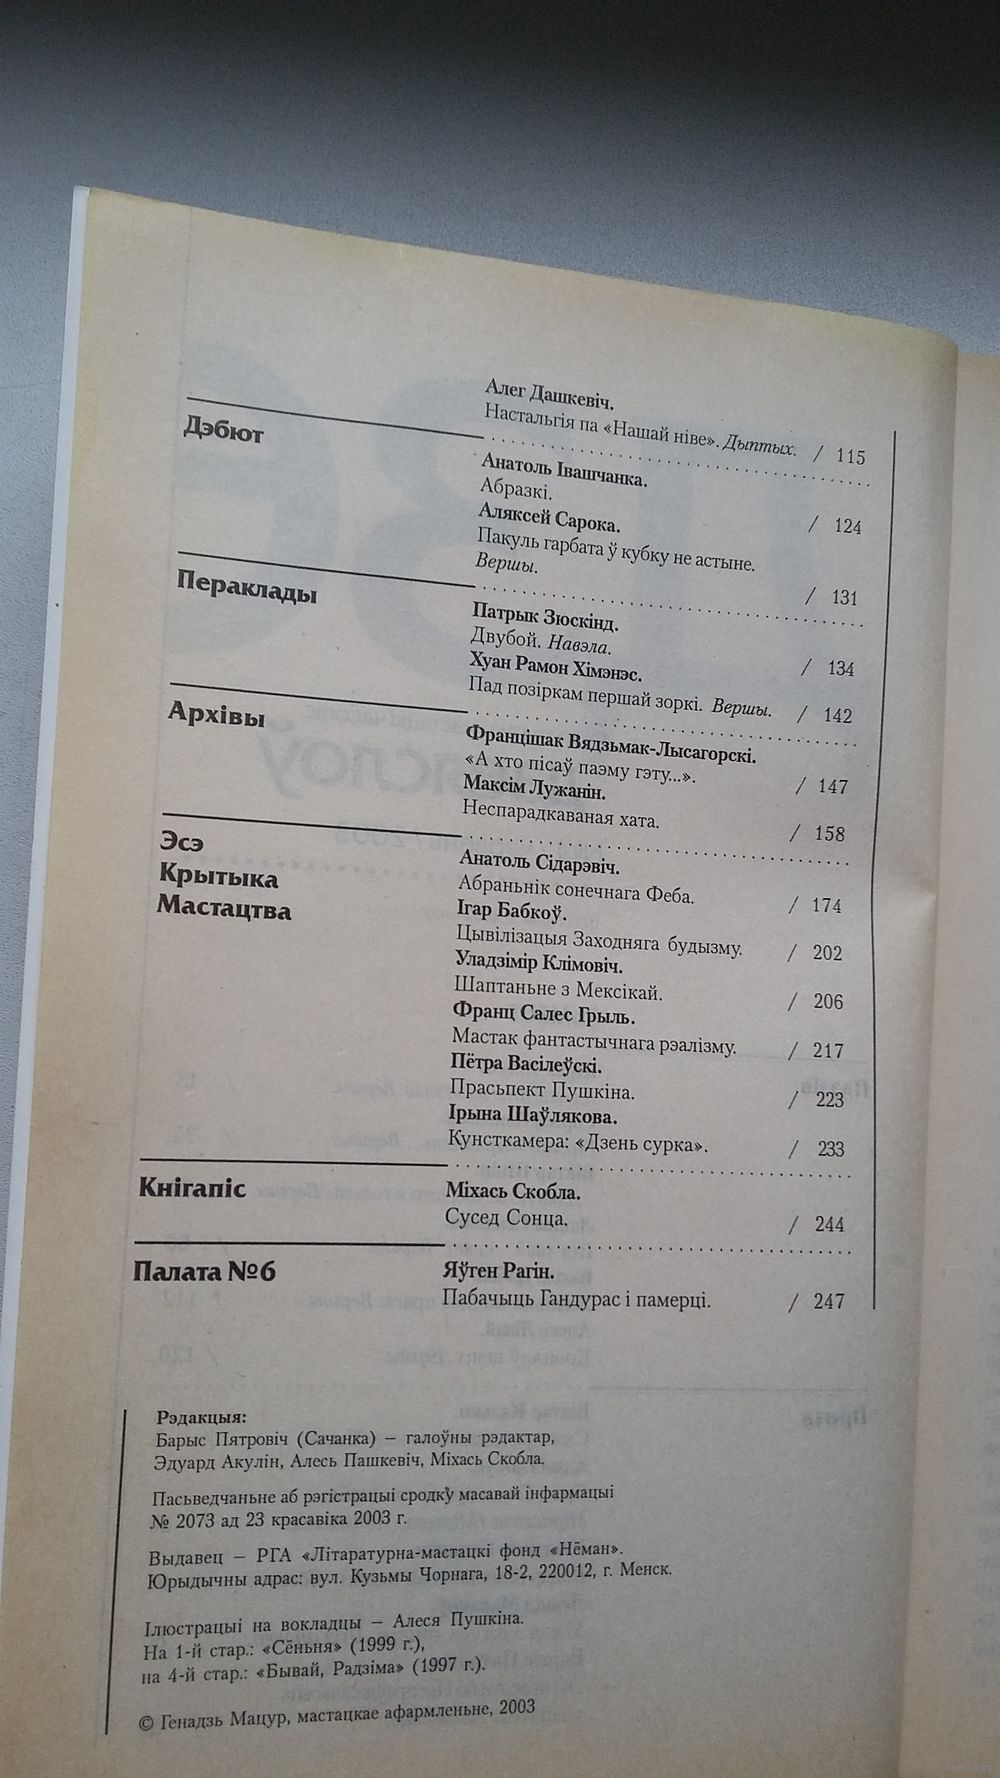 Алег Дашкевіч.
Настальгія па «Нашай ніве». Дыптых. / 115
Дэбют
Анатоль Івашчанка.
Абразкі. / 124
Аляксей Сарока.
Пакуль гарбата ў кубку не астыне.
Вершы. / 131
Пераклады
Патрык Зюскінд.
Двубой. Навэла. / 134
Хуан Рамон Хімэнэс.
Пад позіркам першай зоркі. Вершы. / 142
Архівы
Францішак Вядзьмак-Лысагорскі.
«А хто пісаў паэму гэту...». / 147
Максім Лужанін.
Неспарадкаваная хата. / 158
Эсэ
Крытыка
Мастацтва
Анатоль Сідарэвіч.
Абраньнік сонечнага Феба. / 174
Ігар Бабкоў.
Цывілізацыя Заходняга будызму. / 202
Уладзімір Клімовіч.
Шаптаньне з Мексікай. / 206
Франц Салес Грыль.
Мастак фантастычнага рэалізму. / 217
Пётра Васілеўскі.
Прасьпект Пушкіна. / 223
Ірына Шаўлякова.
Кунсткамера: «Дзень сурка». / 233
Кнігапіс
Міхась Скобла.
Сусед Сонца. / 244
Палата №6
Яўген Рагін.
Пабачыць Гандурас і памерці. / 247
Рэдакцыя:
Барыс Пятровіч (Сачанка) – галоўны рэдактар,
Эдуард Акулін, Алесь Пашкевіч, Міхась Скобла.
Пасьведчаньне аб рэгістрацыі сродку масавай інфармацыі
№ 2073 ад 23 красавіка 2003 г.
Выдавец – РГА «Літаратурна-мастацкі фонд «Нёман».
Юрыдычны адрас: вул. Кузьмы Чорнага, 18-2, 220012, г. Менск.
Ілюстрацыі на вокладцы – Алеся Пушкіна.
На 1-й стар.: «Сёньня» (1999 г.),
на 4-й стар.: «Бывай, Радзіма» (1997 г.).
© Генадзь Мацур, мастацкае афармленьне, 2003